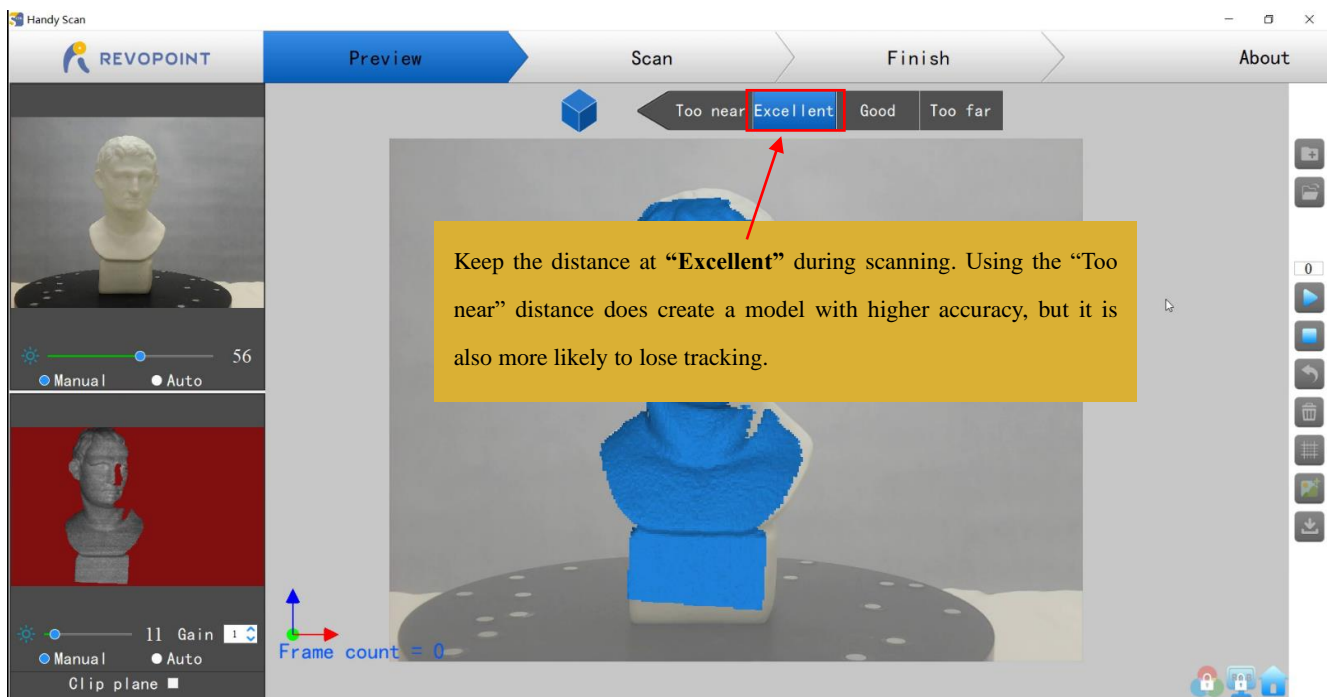 Handy Scan
REVOPOINT
Preview
Scan
Finish
About
Too near Excellent Good Too far
Keep the distance at “Excellent” during scanning. Using the “Too
near” distance does create a model with higher accuracy, but it is
also more likely to lose tracking.
0
56
Manual Auto
11 Gain 1
Manual Auto
Clip plane
Frame count = 0